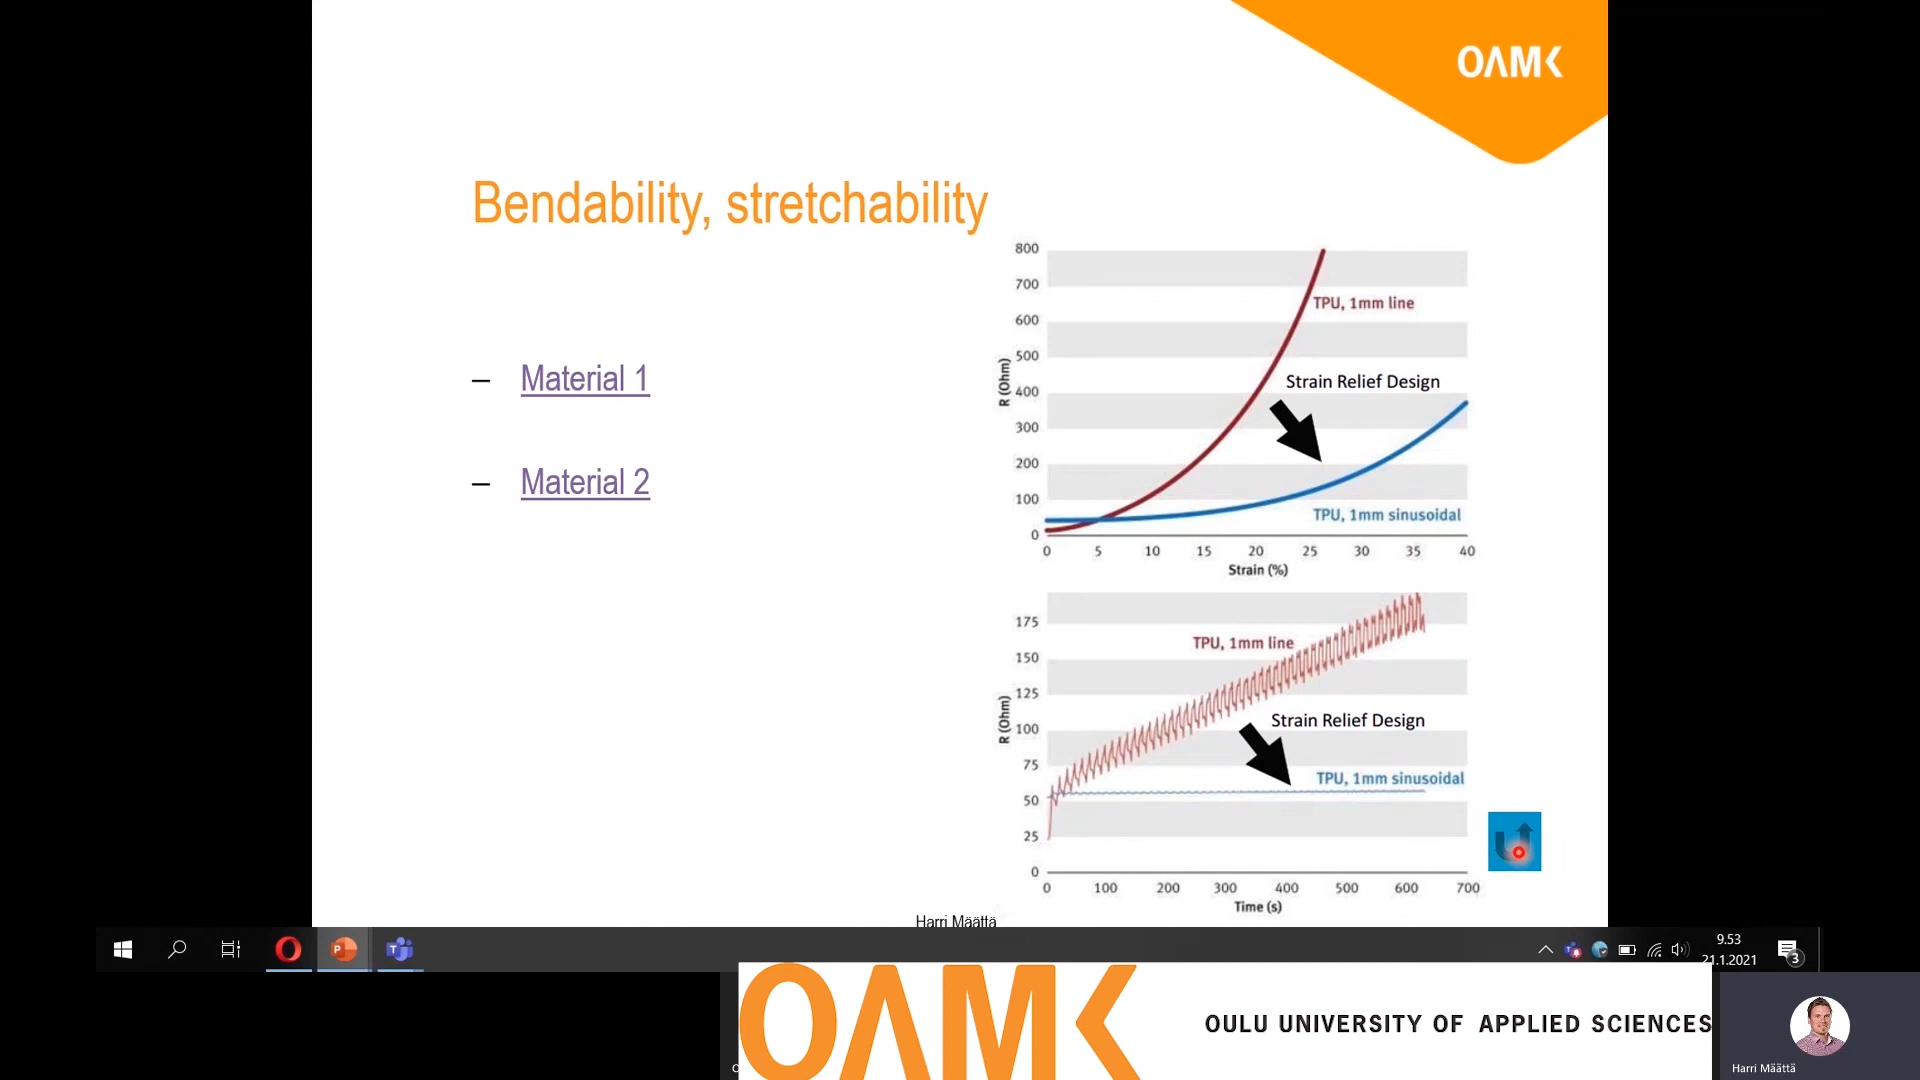 OAMK
Bendability, stretchability
– Material 1
– Material 2
800
700
600
500
400
300
200
100
0
R (Ohm)
TPU, 1mm line
Strain Relief Design
TPU, 1mm sinusoidal
0 5 10 15 20 25 30 35 40
Strain (%)
175
150
125
100
75
50
25
0
R (Ohm)
TPU, 1mm line
Strain Relief Design
TPU, 1mm sinusoidal
0 100 200 300 400 500 600 700
Time (s)
Harri Määttä
9.53
21.1.2021
3
OAMK
OULU UNIVERSITY OF APPLIED SCIENCES
Harri Määttä